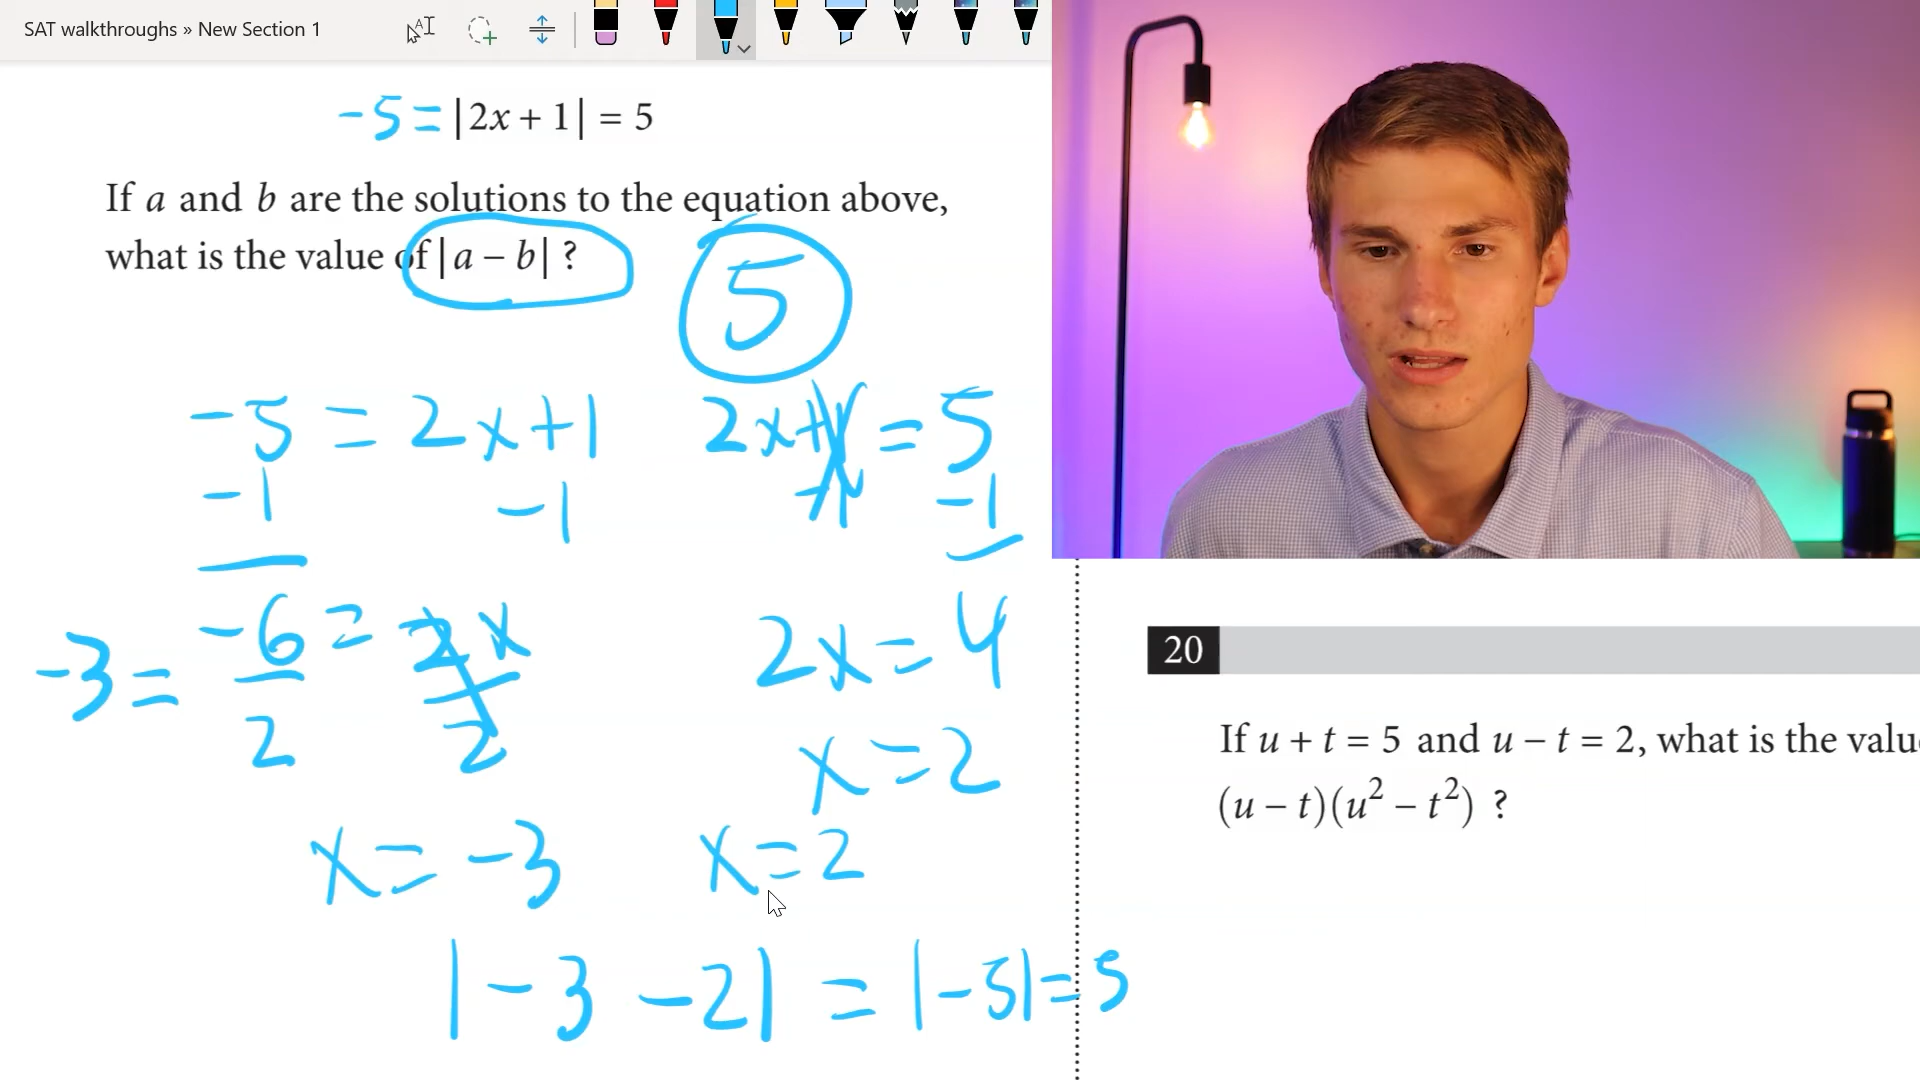 SAT walkthroughs » New Section 1
-5 = |2x + 1| = 5
If a and b are the solutions to the equation above,
what is the value of |a – b| ?
5
-5 = 2x+1
-1 -1
-6 = 2x
-3 =
2 2
x = -3
2x+1 = 5
-1 -1
2x = 4
x = 2
x = 2
|-3 -2| = |-5| = 5
20
If u + t = 5 and u – t = 2, what is the valu
(u – t)(u² – t²) ?